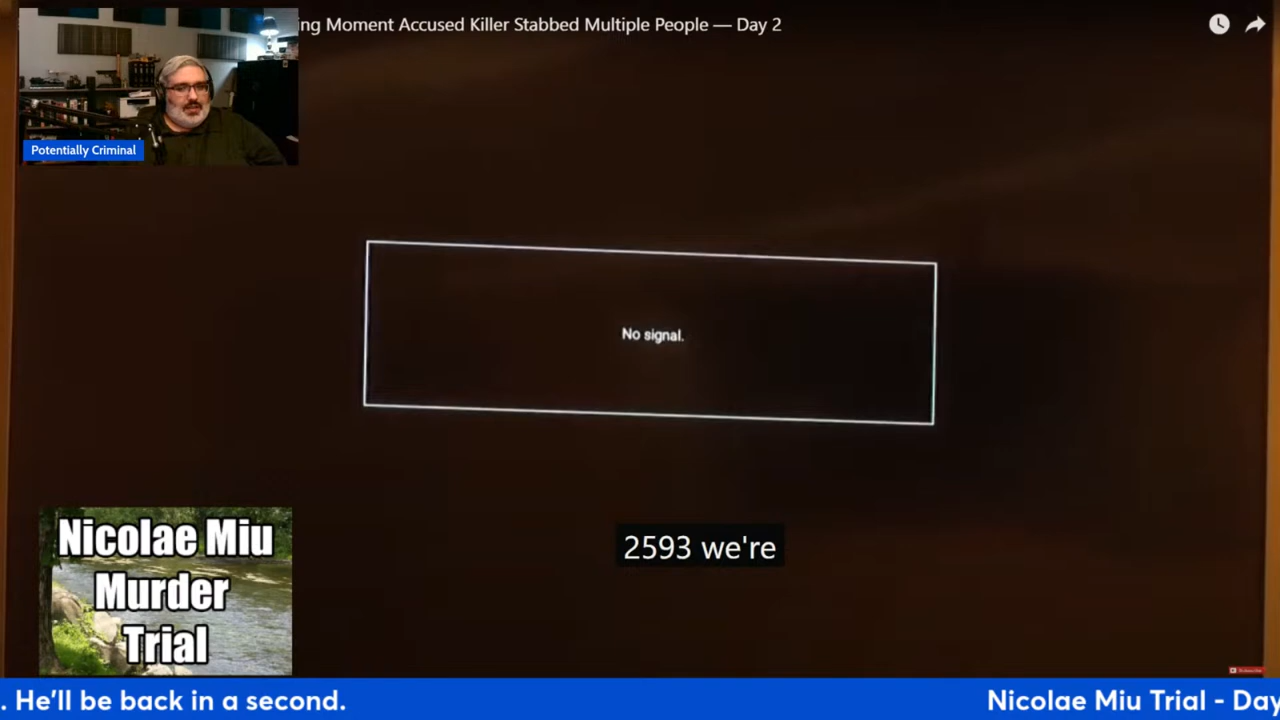 ing Moment Accused Killer Stabbed Multiple People — Day 2
Potentially Criminal
No signal.
2593 we're
Nicolae Miu
Murder
Trial
. He'll be back in a second.
Nicolae Miu Trial - Day